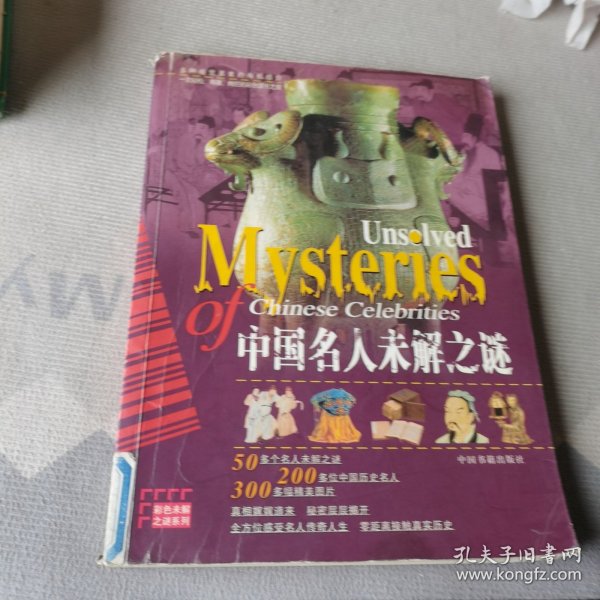 Unsolved
Mysteries
of Chinese Celebrities
中国名人未解之谜
50多个名人未解之谜
200多位中国历史名人
300多幅精美图片
中国书籍出版社
真相娓娓道来 秘密层层揭开
全方位感受名人传奇人生 零距离接触真实历史
彩色未解
之谜系列
孔夫子旧书网
www.kongfz.com